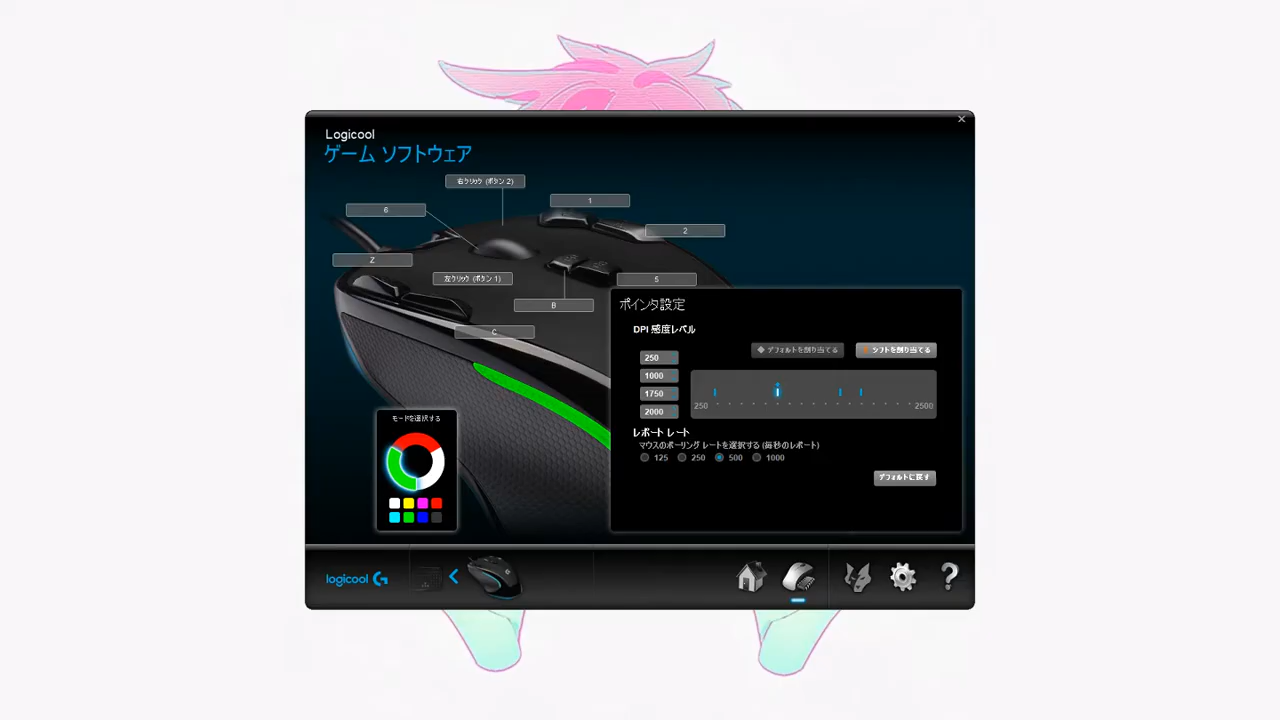 Logicool
ゲーム ソフトウェア
右クリック (ボタン 2)
1
6
2
Z
左クリック (ボタン 1)
5
B
C
ポインタ設定
DPI 感度レベル
デフォルトを割り当てる
シフトを割り当てる
250
1000
1750
2000
250
2500
レポート レート
マウスのポーリング レートを選択する (毎秒のレポート)
125 250 500 1000
デフォルトに戻す
モードを選択する
logicool G
?